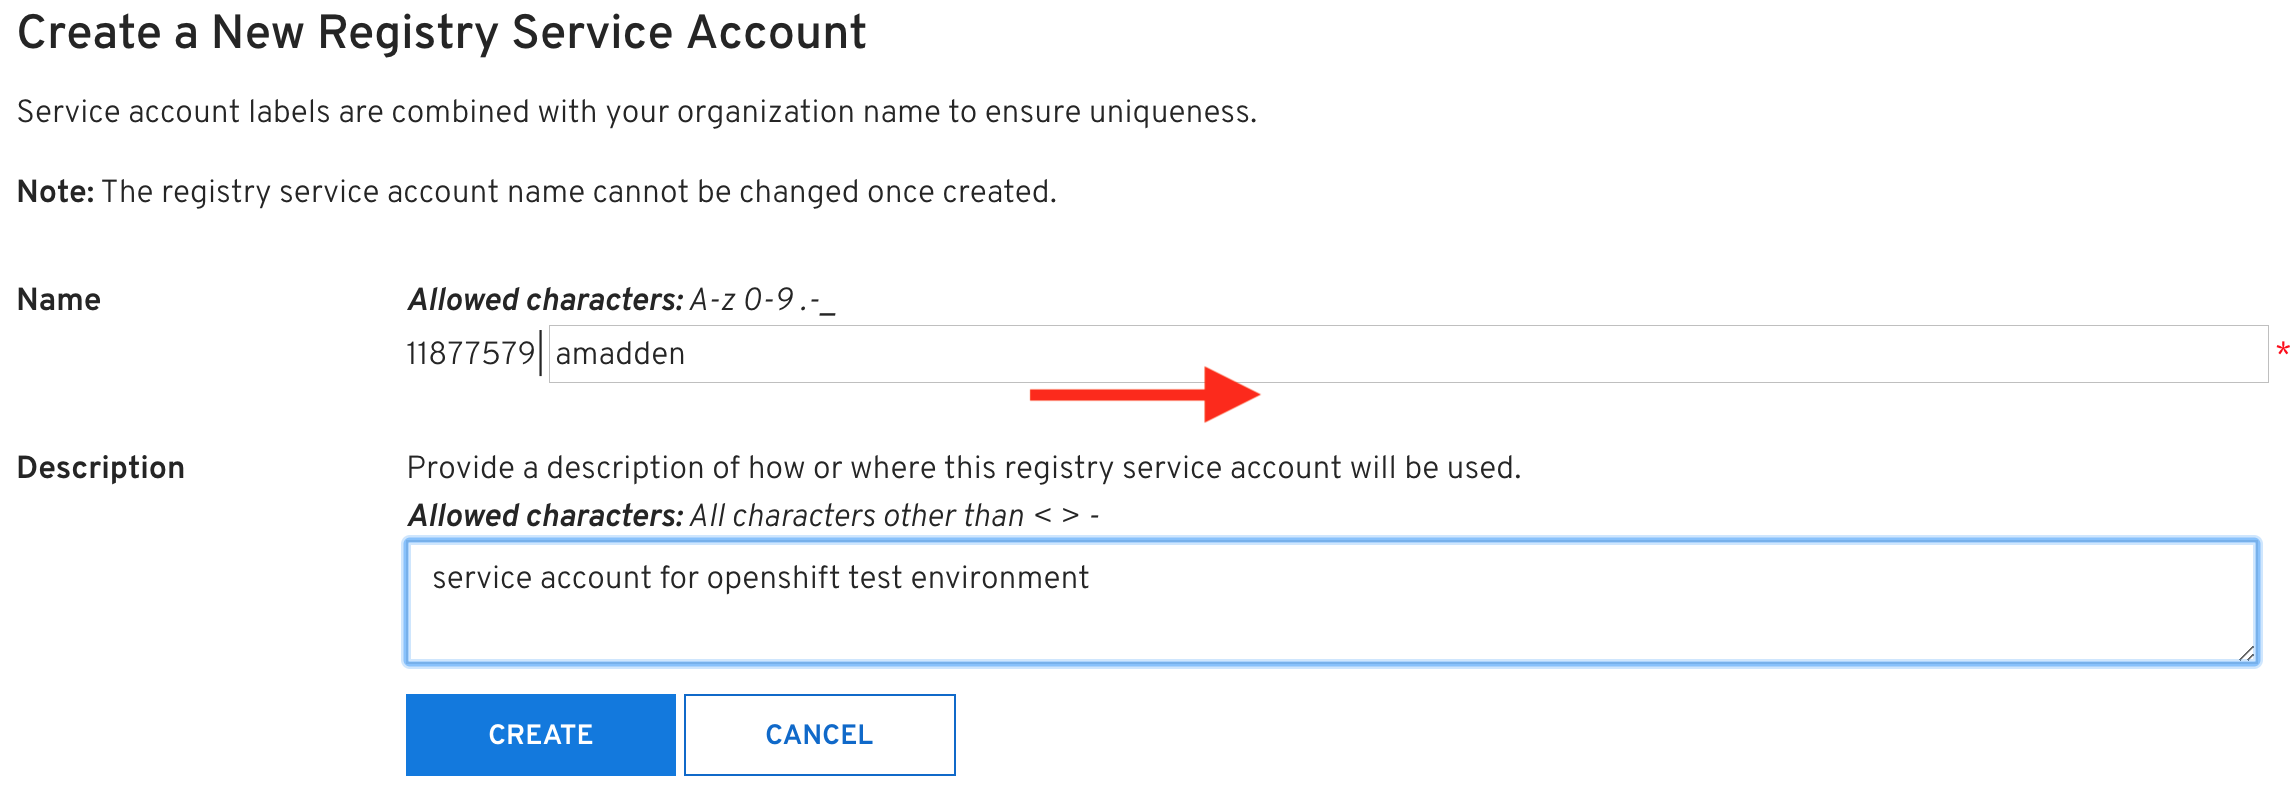 Create a New Registry Service Account
Service account labels are combined with your organization name to ensure uniqueness.
Note: The registry service account name cannot be changed once created.
Name
Allowed characters: A-z 0-9 .-_
11877579| amadden *
Description
Provide a description of how or where this registry service account will be used.
Allowed characters: All characters other than < > -
service account for openshift test environment
CREATE CANCEL